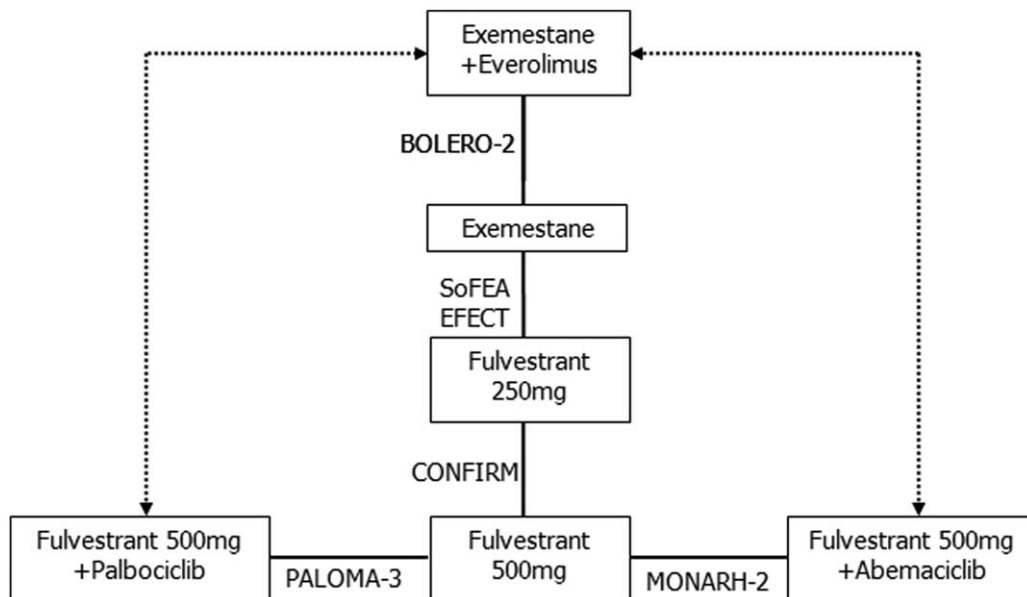 Exemestane
+Everolimus
BOLERO-2
Exemestane
SoFEA
EFECT
Fulvestrant
250mg
CONFIRM
Fulvestrant 500mg
+Palbociclib
PALOMA-3
Fulvestrant
500mg
MONARH-2
Fulvestrant 500mg
+Abemaciclib